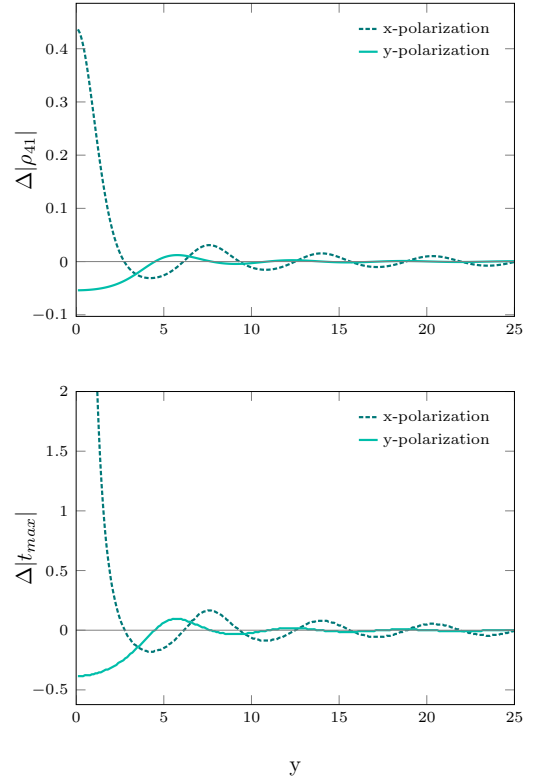 x-polarization
y-polarization
Δ|ρ41|
0.4
0.3
0.2
0.1
0
−0.1
0 5 10 15 20 25
x-polarization
y-polarization
Δ|tmax|
2
1.5
1
0.5
0
−0.5
0 5 10 15 20 25
y